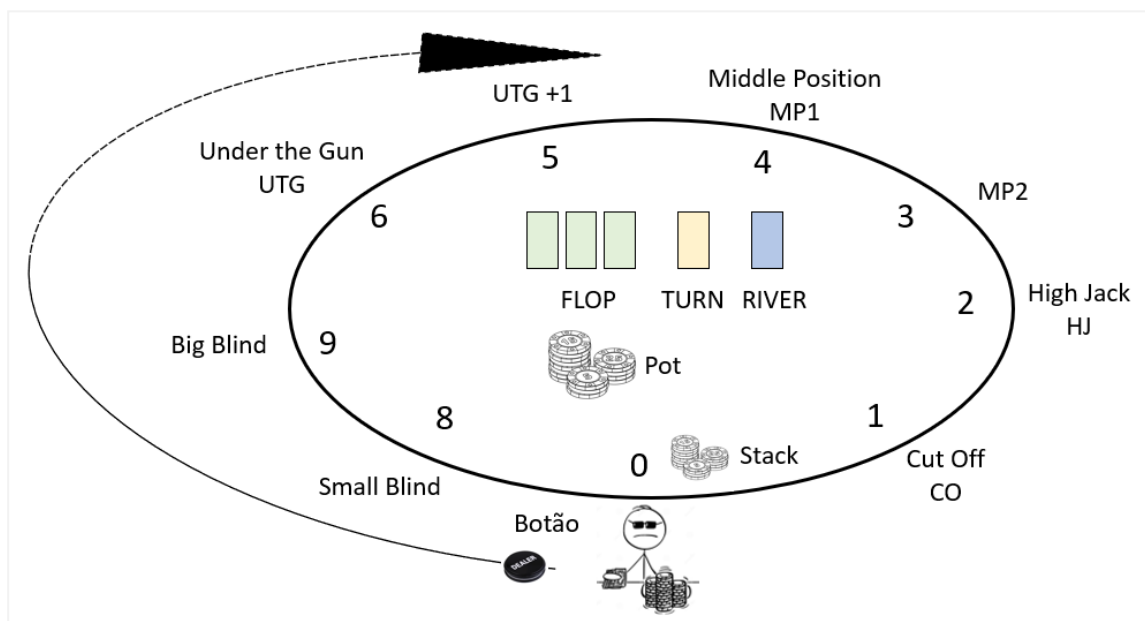 UTG +1
Middle Position
MP1
Under the Gun
UTG
5
4
MP2
6
3
FLOP
TURN
RIVER
High Jack
HJ
2
Big Blind
9
Pot
8
1
Stack
0
Cut Off
CO
Small Blind
Botão
DEALER